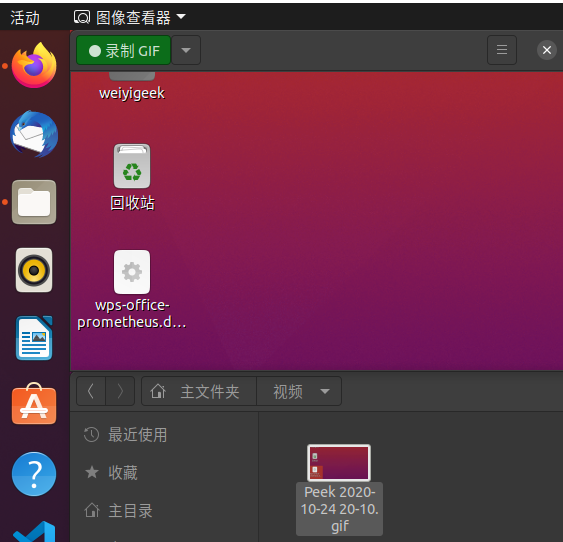 活动 图像查看器
录制 GIF
weiyigeek
回收站
wps-office-
prometheus.d...
主文件夹 视频
最近使用
收藏
主目录
Peek 2020-
10-24 20-10.
gif